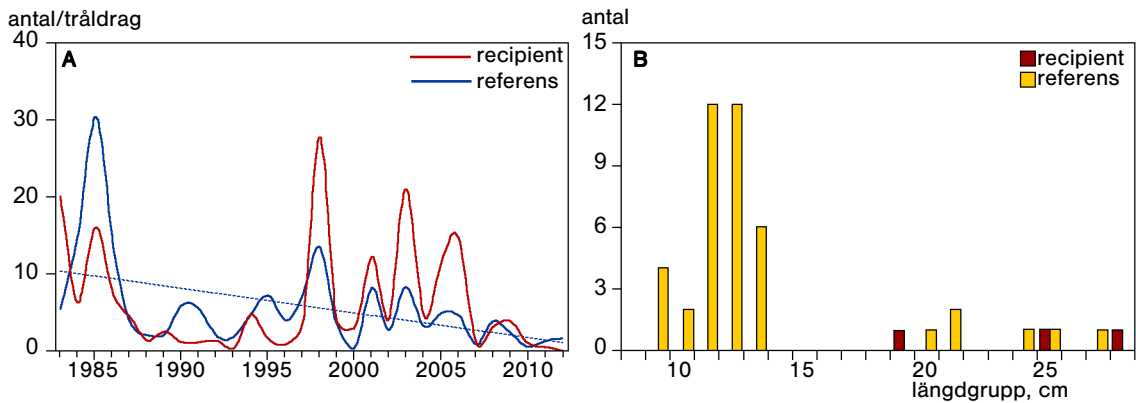 antal/tråldrag
40
30
20
10
0
A
recipient
referens
1985 1990 1995 2000 2005 2010
antal
15
12
9
6
3
0
B
recipient
referens
10 15 20 25
längdgrupp, cm